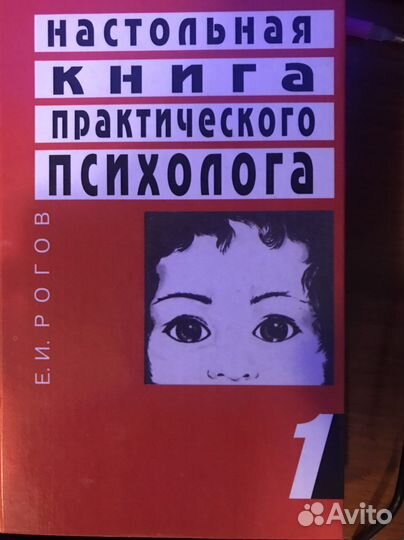 НАСТОЛЬНАЯ
КНИГА
ПРАКТИЧЕСКОГО
ПСИХОЛОГА
Е. И. РОГОВ
1
Avito